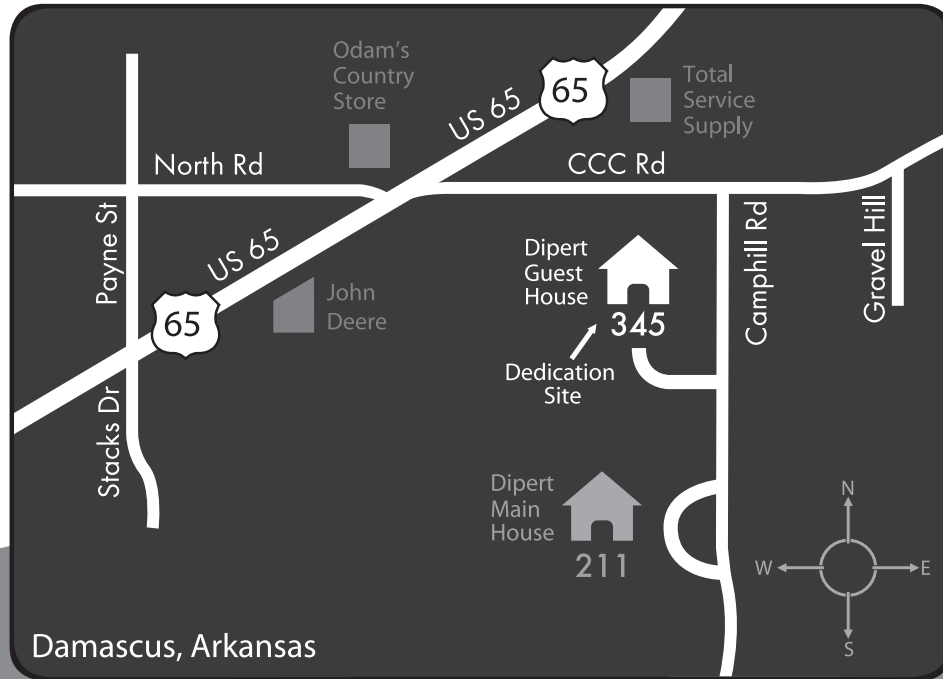 Odam's
Country
Store
US 65
65
Total
Service
Supply
North Rd
CCC Rd
Payne St
US 65
65
John
Deere
Dipert
Guest
House
345
Dedication
Site
Camphill Rd
Gravel Hill
Stacks Dr
Dipert
Main
House
211
N
W
E
S
Damascus, Arkansas